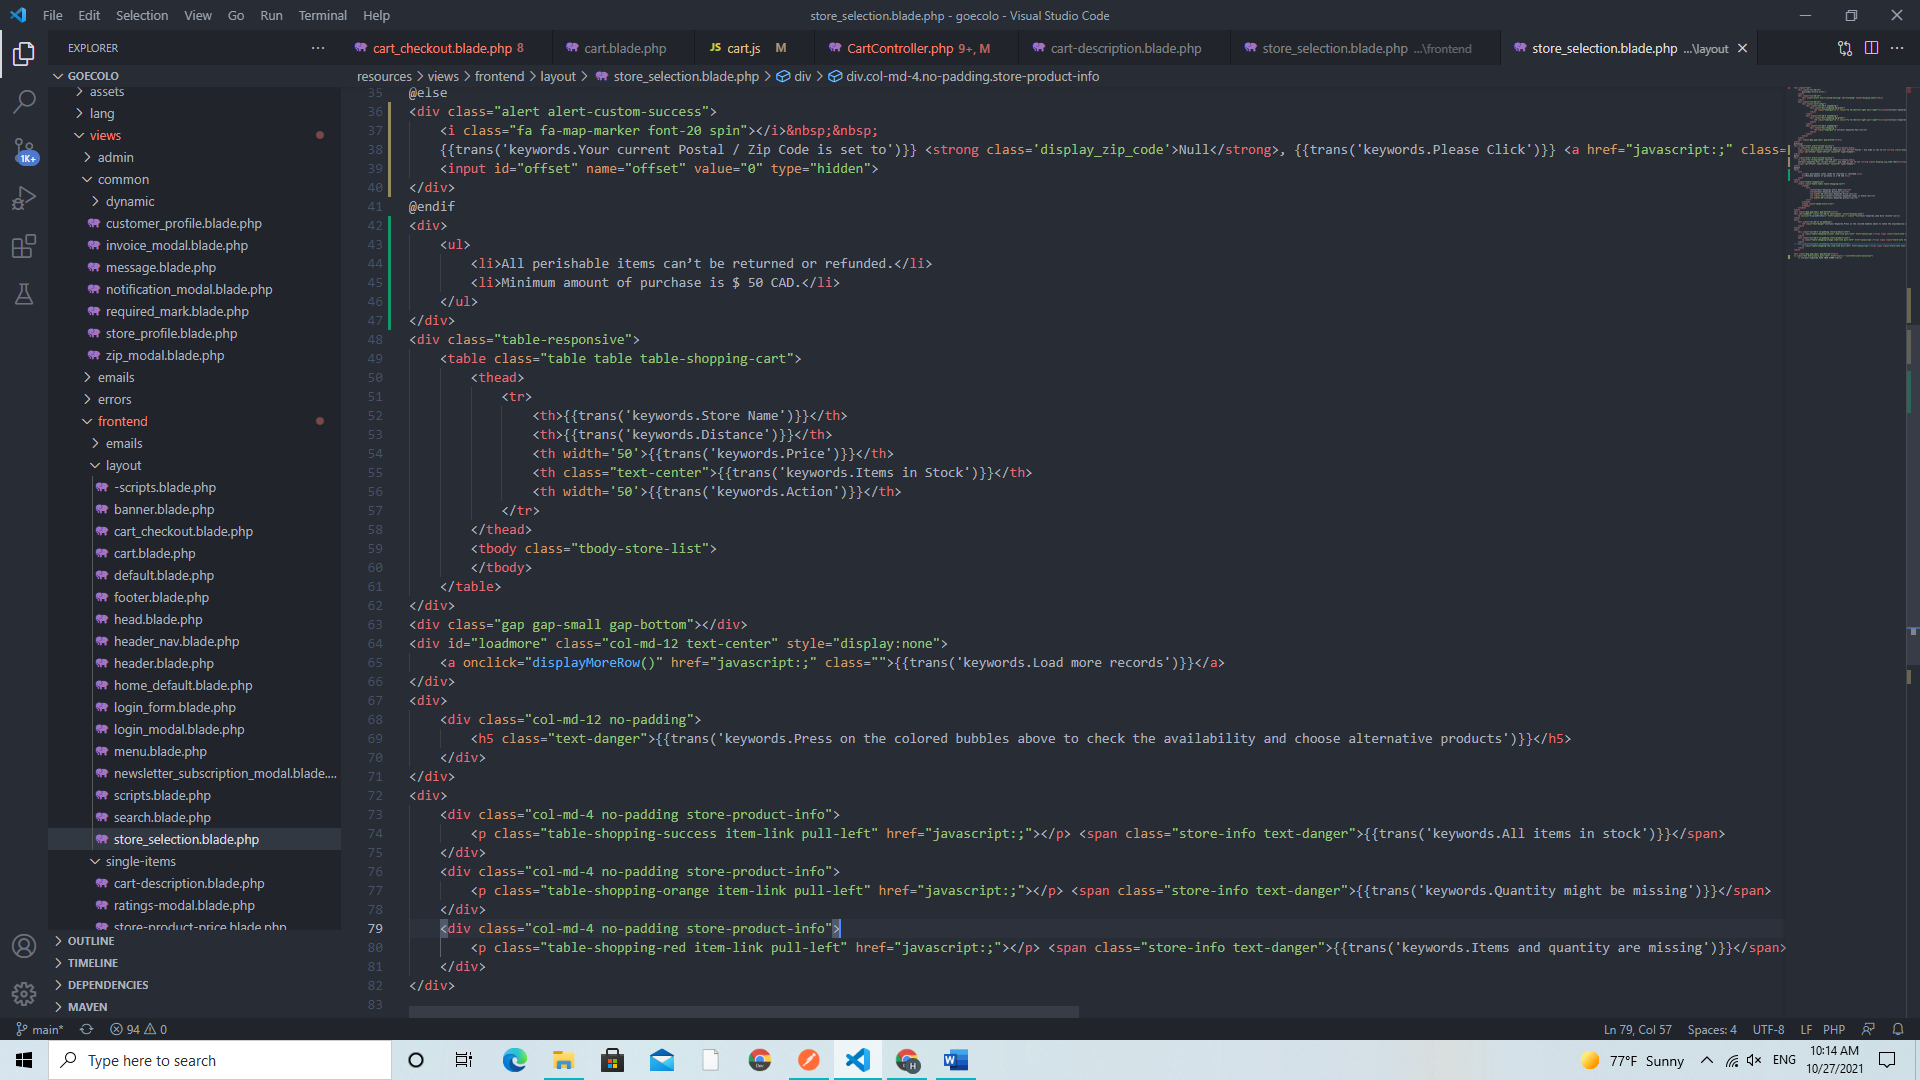 File Edit Selection View Go Run Terminal Help
store_selection.blade.php - goecolo - Visual Studio Code
EXPLORER
cart_checkout.blade.php 8
cart.blade.php
JS cart.js M
CartController.php 9+, M
cart-description.blade.php
store_selection.blade.php ...\frontend
store_selection.blade.php ...\layout
resources > views > frontend > layout > store_selection.blade.php > div > div.col-md-4.no-padding.store-product-info
GOECOLO
assets
lang
views
admin
common
dynamic
customer_profile.blade.php
invoice_modal.blade.php
message.blade.php
notification_modal.blade.php
required_mark.blade.php
store_profile.blade.php
zip_modal.blade.php
emails
errors
frontend
emails
layout
-scripts.blade.php
banner.blade.php
cart_checkout.blade.php
cart.blade.php
default.blade.php
footer.blade.php
head.blade.php
header_nav.blade.php
header.blade.php
home_default.blade.php
login_form.blade.php
login_modal.blade.php
menu.blade.php
newsletter_subscription_modal.blade....
scripts.blade.php
search.blade.php
store_selection.blade.php
single-items
cart-description.blade.php
ratings-modal.blade.php
store-product-price.blade.php
OUTLINE
TIMELINE
DEPENDENCIES
MAVEN
1K+
35 @else
36 <div class="alert alert-custom-success">
37 <i class="fa fa-map-marker font-20 spin"></i>&nbsp;&nbsp;
38 {{trans('keywords.Your current Postal / Zip Code is set to')}} <strong class='display_zip_code'>Null</strong>, {{trans('keywords.Please Click')}} <a href="javascript:;" class=
39 <input id="offset" name="offset" value="0" type="hidden">
40 </div>
41 @endif
42 <div>
43 <ul>
44 <li>All perishable items can’t be returned or refunded.</li>
45 <li>Minimum amount of purchase is $ 50 CAD.</li>
46 </ul>
47 </div>
48 <div class="table-responsive">
49 <table class="table table table-shopping-cart">
50 <thead>
51 <tr>
52 <th>{{trans('keywords.Store Name')}}</th>
53 <th>{{trans('keywords.Distance')}}</th>
54 <th width='50'>{{trans('keywords.Price')}}</th>
55 <th class="text-center">{{trans('keywords.Items in Stock')}}</th>
56 <th width='50'>{{trans('keywords.Action')}}</th>
57 </tr>
58 </thead>
59 <tbody class="tbody-store-list">
60 </tbody>
61 </table>
62 </div>
63 <div class="gap gap-small gap-bottom"></div>
64 <div id="loadmore" class="col-md-12 text-center" style="display:none">
65 <a onclick="displayMoreRow()" href="javascript:;" class="">{{trans('keywords.Load more records')}}</a>
66 </div>
67 <div>
68 <div class="col-md-12 no-padding">
69 <h5 class="text-danger">{{trans('keywords.Press on the colored bubbles above to check the availability and choose alternative products')}}</h5>
70 </div>
71 </div>
72 <div>
73 <div class="col-md-4 no-padding store-product-info">
74 <p class="table-shopping-success item-link pull-left" href="javascript:;"></p> <span class="store-info text-danger">{{trans('keywords.All items in stock')}}</span>
75 </div>
76 <div class="col-md-4 no-padding store-product-info">
77 <p class="table-shopping-orange item-link pull-left" href="javascript:;"></p> <span class="store-info text-danger">{{trans('keywords.Quantity might be missing')}}</span>
78 </div>
79 <div class="col-md-4 no-padding store-product-info">
80 <p class="table-shopping-red item-link pull-left" href="javascript:;"></p> <span class="store-info text-danger">{{trans('keywords.Items and quantity are missing')}}</span>
81 </div>
82 </div>
83
main* 94 0
Ln 79, Col 57 Spaces: 4 UTF-8 LF PHP
Type here to search
77°F Sunny
ENG
10:14 AM
10/27/2021